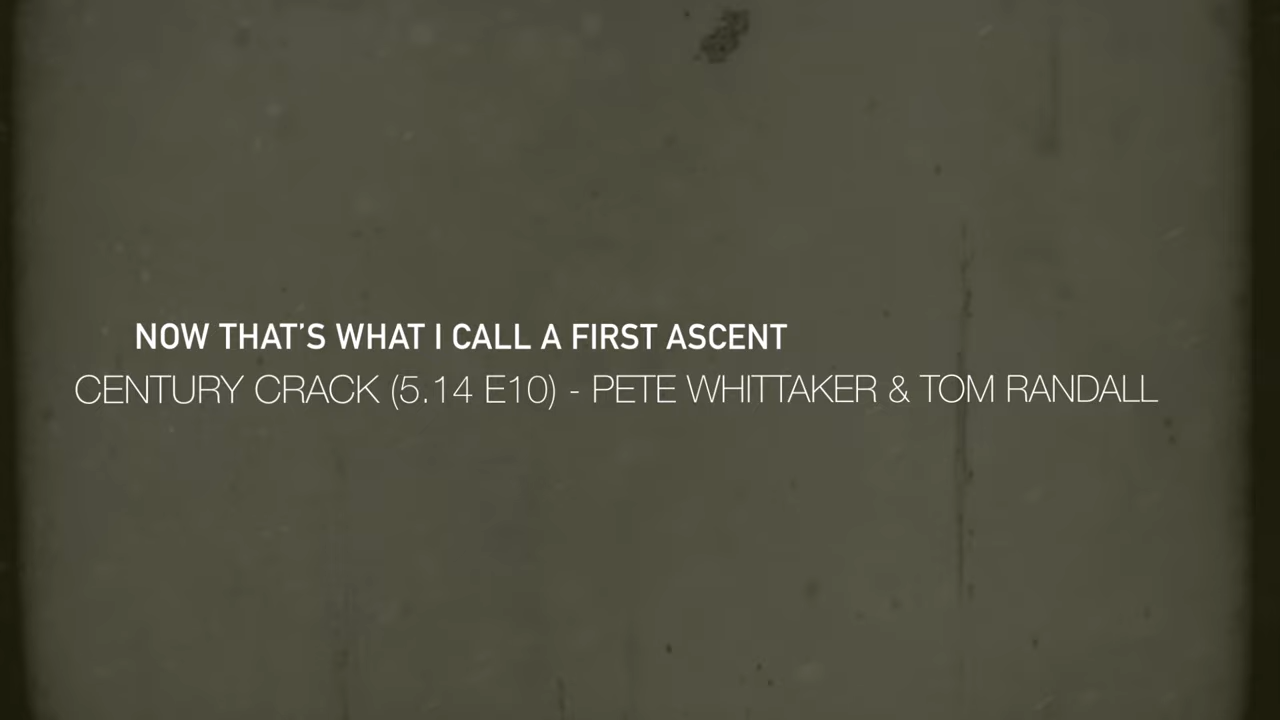 NOW THAT'S WHAT I CALL A FIRST ASCENT
CENTURY CRACK (5.14 E10) - PETE WHITTAKER & TOM RANDALL